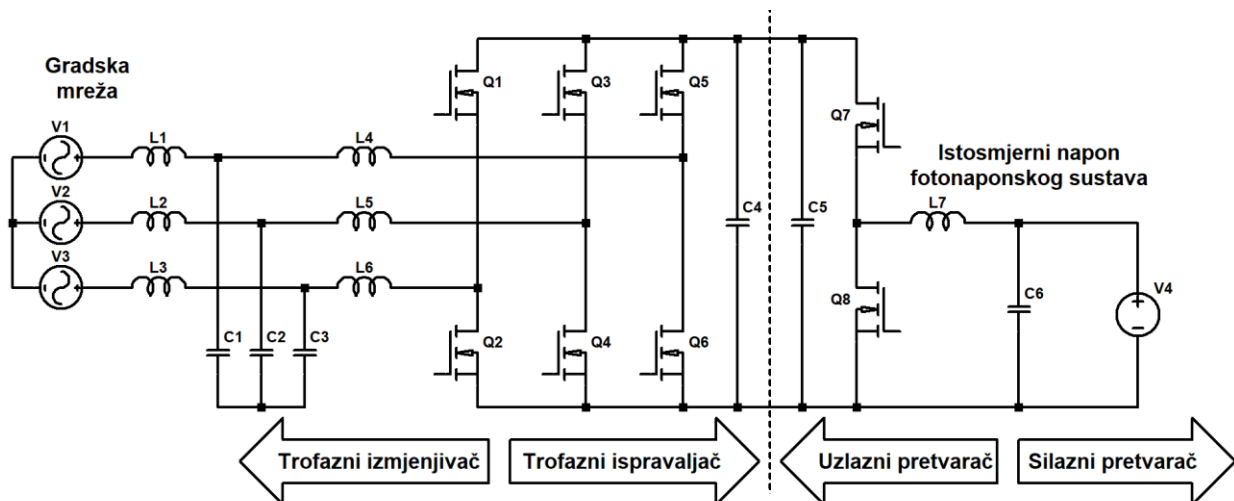 Gradska
mreža
V1
V2
V3
L1
L2
L3
L4
L5
L6
C1
C2
C3
Q1
Q3
Q5
Q2
Q4
Q6
C4
C5
Q7
Q8
Istosmjerni napon
fotonaponskog sustava
L7
C6
V4
Trofazni izmjenjivač
Trofazni ispravaljač
Uzlazni pretvarač
Silazni pretvarač